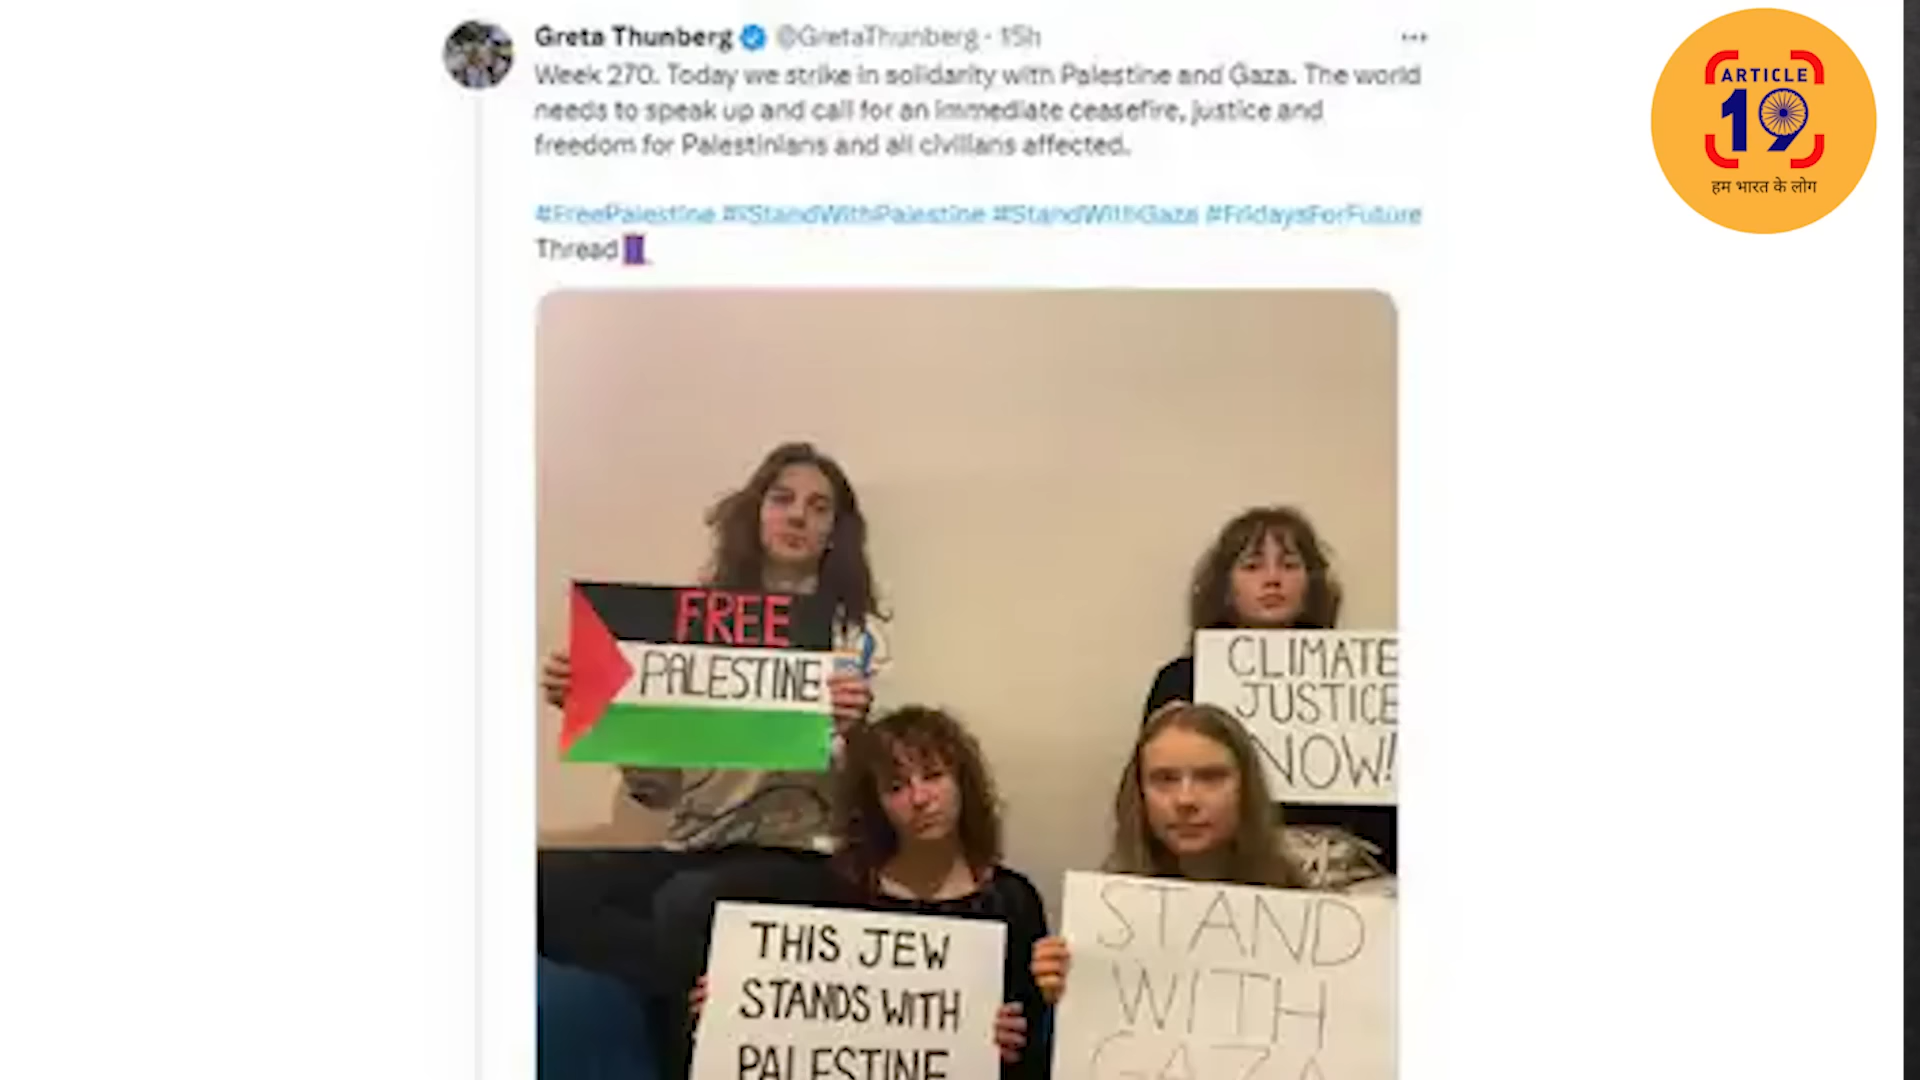 Greta Thunberg @GretaThunberg · 15h
Week 270. Today we strike in solidarity with Palestine and Gaza. The world
needs to speak up and call for an immediate ceasefire, justice and
freedom for Palestinians and all civilians affected.
#FreePalestine #IStandWithPalestine #StandWithGaza #FridaysForFuture
Thread
ARTICLE
19
हम भारत के लोग
FREE
PALESTINE
CLIMATE
JUSTICE
NOW!
THIS JEW
STANDS WITH
PALESTINE
STAND
WITH
GAZA